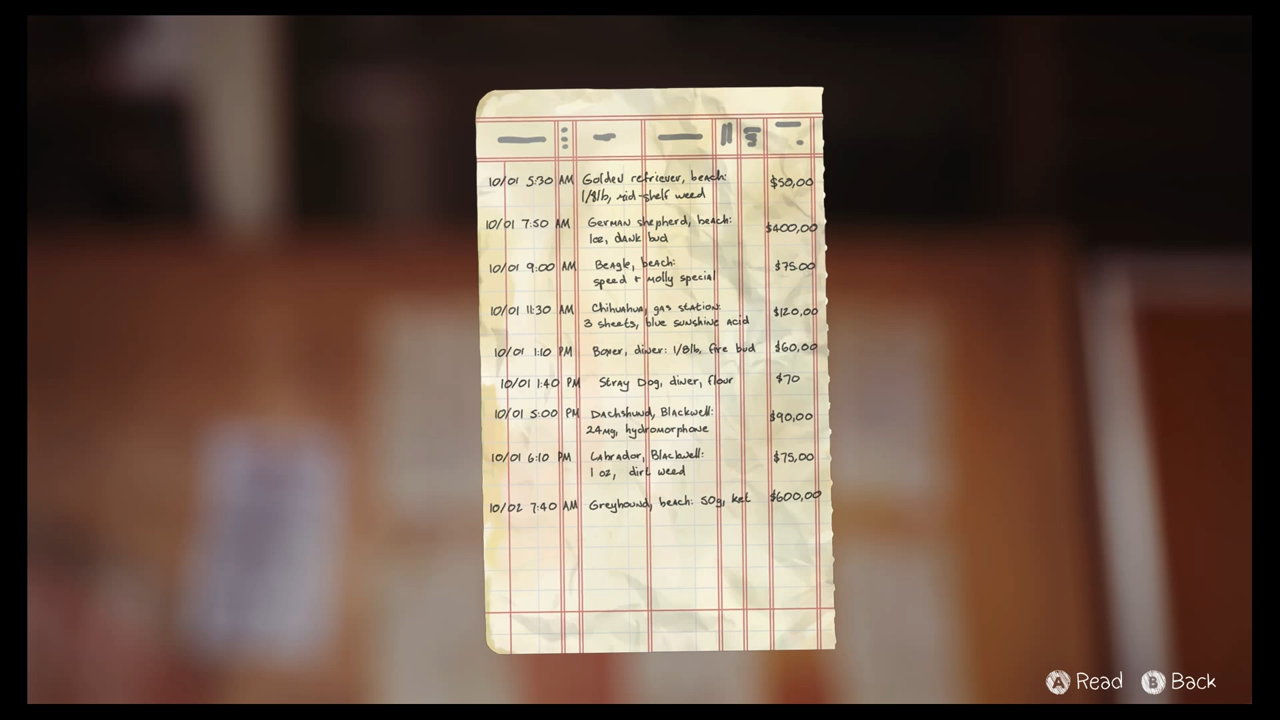 10/01 5:30 AM Golden retriever, beach: $50,00
1/8lb, mid-shelf weed
10/01 7:50 AM German shepherd, beach: $400,00
1oz, dank bud
10/01 9:00 AM Beagle, beach: $75.00
speed + molly special
10/01 11:30 AM Chihuahua, gas station: $120,00
3 sheets, blue sunshine acid
10/01 1:10 PM Boxer, diner: 1/8lb, fire bud $60,00
10/01 1:40 PM Stray Dog, diner, flour $70
10/01 5:00 PM Dachshund, Blackwell: $90,00
24mg, hydromorphone
10/01 6:10 PM Labrador, Blackwell: $75,00
1 oz, dirt weed
10/02 7:40 AM Greyhound, beach: 50g, ket $600,00
A Read B Back